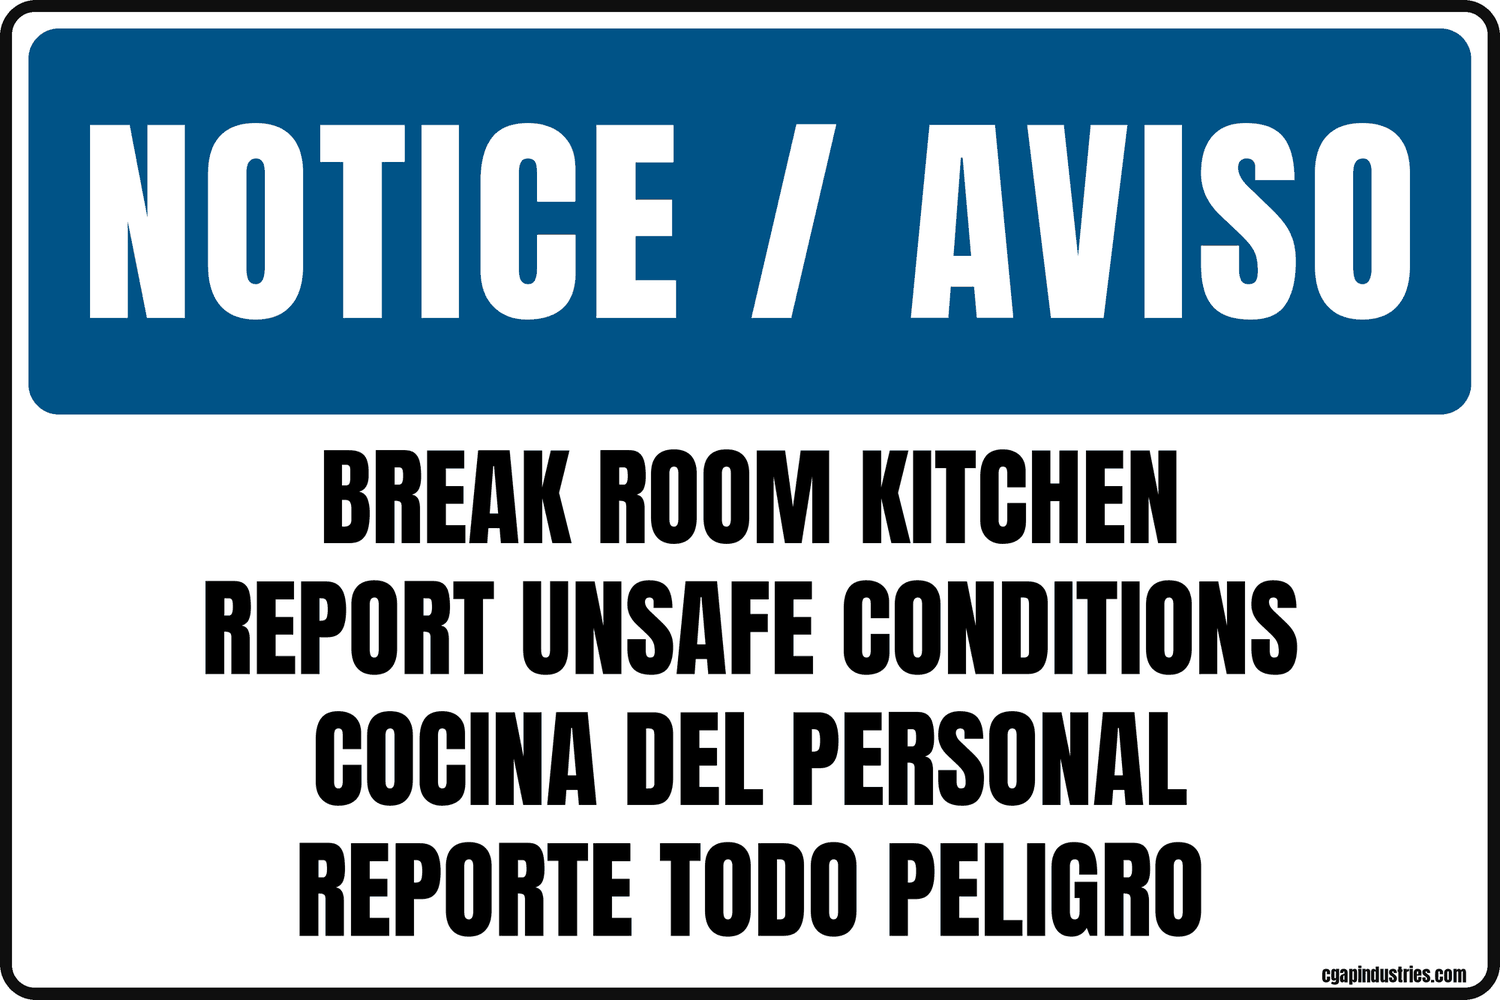 NOTICE / AVISO
BREAK ROOM KITCHEN
REPORT UNSAFE CONDITIONS
COCINA DEL PERSONAL
REPORTE TODO PELIGRO
cgapindustries.com